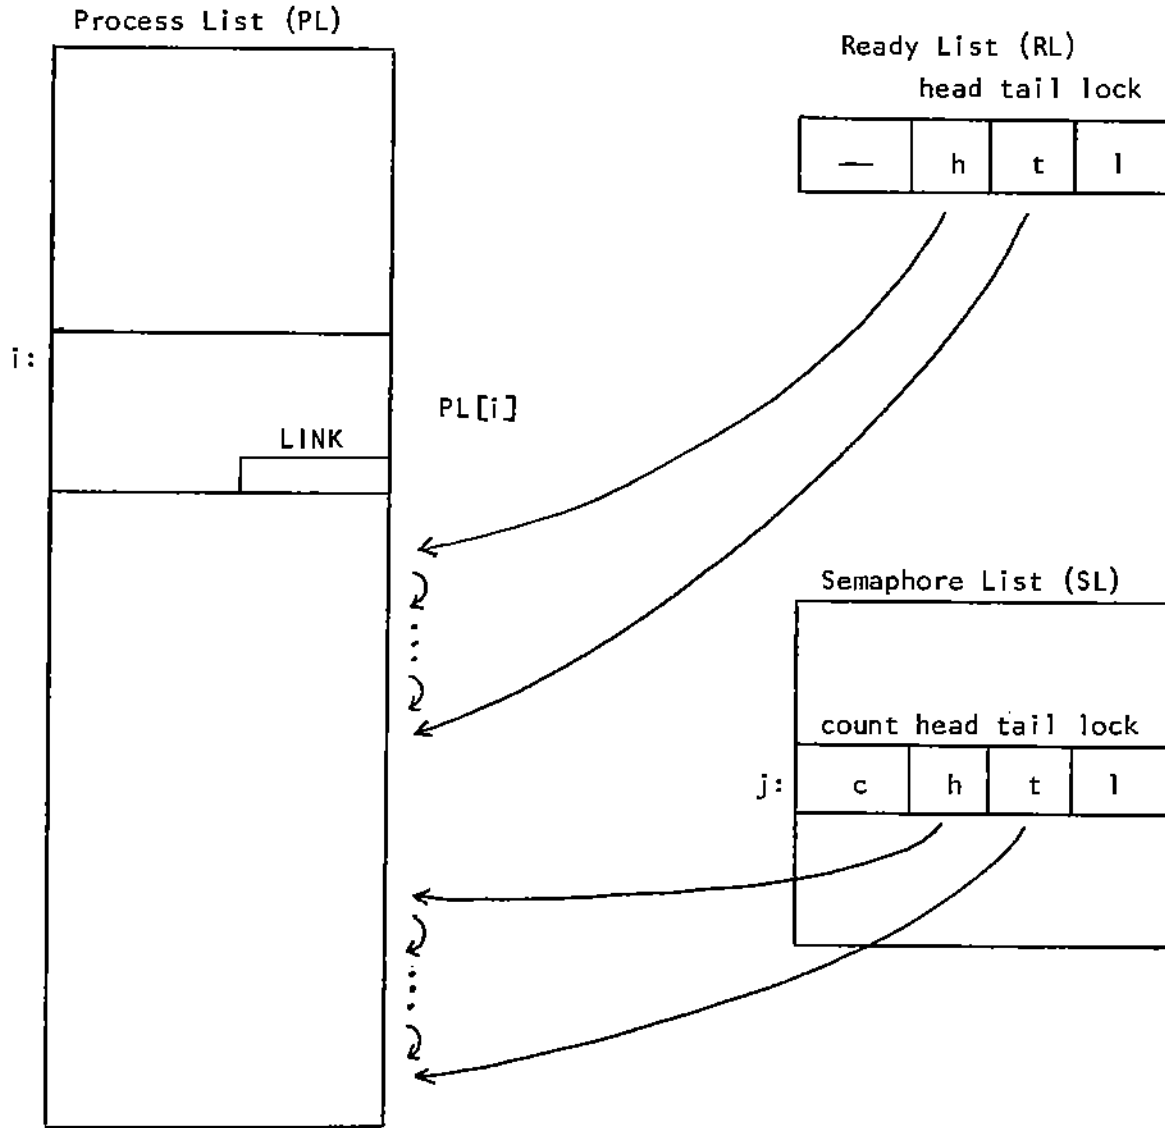 Process List (PL)
Ready List (RL)
head tail lock
— h t l
i:
PL[i]
LINK
Semaphore List (SL)
count head tail lock
j: c h t l